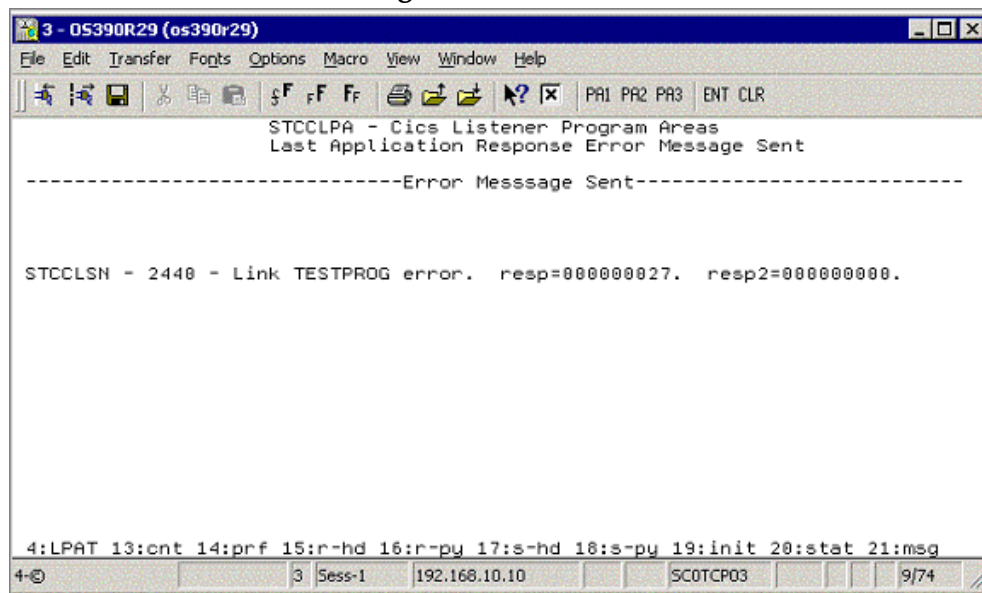 3 - OS390R29 (os390r29)
File Edit Transfer Fonts Options Macro View Window Help
PA1 PA2 PA3 ENT CLR
STCCLPA - Cics Listener Program Areas
Last Application Response Error Message Sent
-------------------------------Error Messsage Sent---------------------------
STCCLSN - 2440 - Link TESTPROG error. resp=000000027. resp2=000000000.
4:LPAT 13:cnt 14:prf 15:r-hd 16:r-py 17:s-hd 18:s-py 19:init 20:stat 21:msg
4-© 3 Sess-1 192.168.10.10 SCOTCP03 9/74